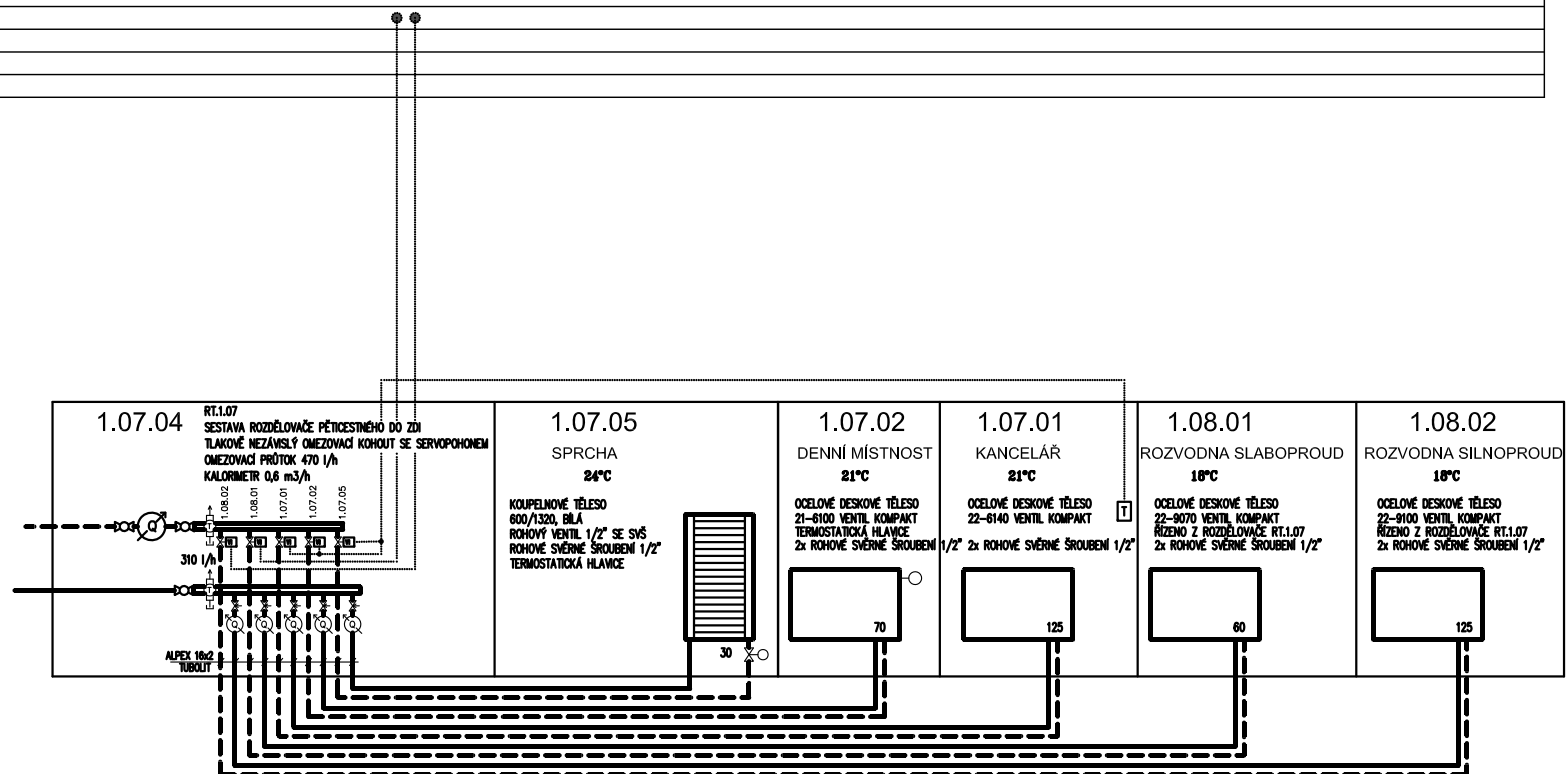 1.07.04
RT.1.07
SESTAVA ROZDĚLOVAČE PĚTICESTNÉHO DO ZDI
TLAKOVĚ NEZÁVISLÝ OMEZOVACÍ KOHOUT SE SERVOPOHONEM
OMEZOVACÍ PRŮTOK 470 l/h
KALORIMETR 0,6 m3/h
1.08.02
1.08.01
1.07.01
1.07.02
1.07.05
Q
310 l/h
Q
Q
Q
Q
Q
ALPEX 16x2
TUBOLIT
1.07.05
SPRCHA
24°C
KOUPELNOVÉ TĚLESO
600/1320, BÍLÁ
ROHOVÝ VENTIL 1/2" SE SVŠ
ROHOVÉ SVĚRNÉ ŠROUBENÍ 1/2"
TERMOSTATICKÁ HLAVICE
30
1.07.02
DENNÍ MÍSTNOST
21°C
OCELOVÉ DESKOVÉ TĚLESO
21-6100 VENTIL KOMPAKT
TERMOSTATICKÁ HLAVICE
2x ROHOVÉ SVĚRNÉ ŠROUBENÍ 1/2"
70
1.07.01
KANCELÁŘ
21°C
OCELOVÉ DESKOVÉ TĚLESO
22-6140 VENTIL KOMPAKT
2x ROHOVÉ SVĚRNÉ ŠROUBENÍ 1/2"
T
125
1.08.01
ROZVODNA SLABOPROUD
18°C
OCELOVÉ DESKOVÉ TĚLESO
22-9070 VENTIL KOMPAKT
ŘÍZENO Z ROZDĚLOVAČE RT.1.07
2x ROHOVÉ SVĚRNÉ ŠROUBENÍ 1/2"
60
1.08.02
ROZVODNA SILNOPROUD
18°C
OCELOVÉ DESKOVÉ TĚLESO
22-9100 VENTIL KOMPAKT
ŘÍZENO Z ROZDĚLOVAČE RT.1.07
2x ROHOVÉ SVĚRNÉ ŠROUBENÍ 1/2"
125